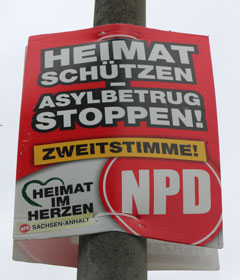 HEIMAT
SCHÜTZEN
–
ASYLBETRUG
STOPPEN!
ZWEITSTIMME!
HEIMAT
IM
HERZEN
SACHSEN-ANHALT
NPD